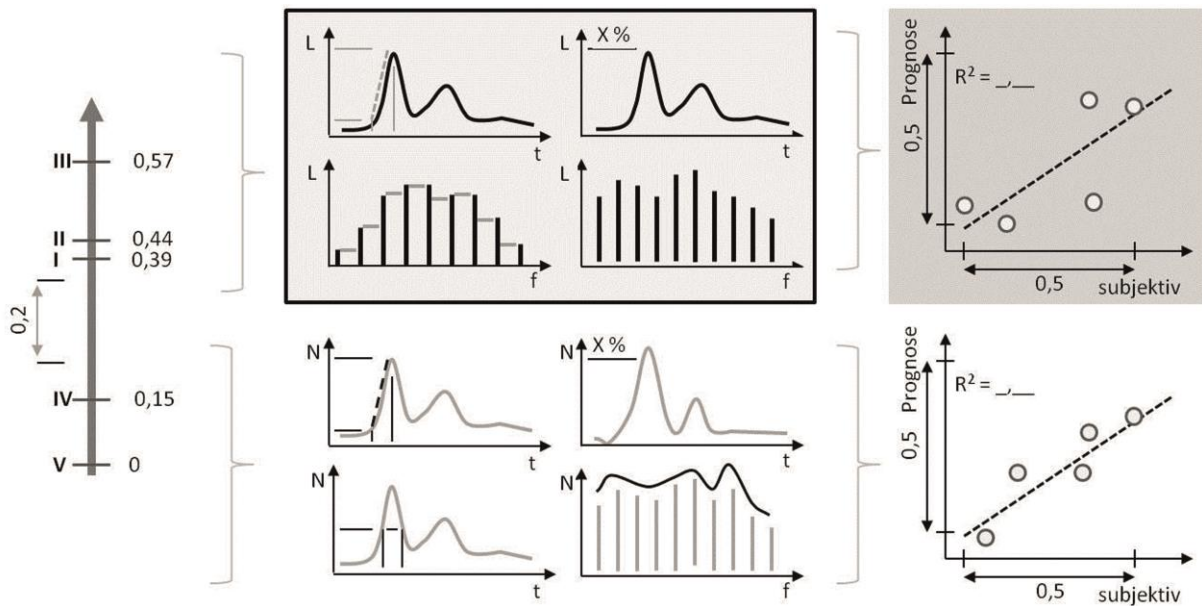 III 0,57
II 0,44
I 0,39
0,2
IV 0,15
V 0
L
t
L
X %
t
L
f
L
f
N
t
N
X %
t
N
t
N
f
Prognose
0,5
R² = _,__
0,5
subjektiv
Prognose
0,5
R² = _,__
0,5
subjektiv